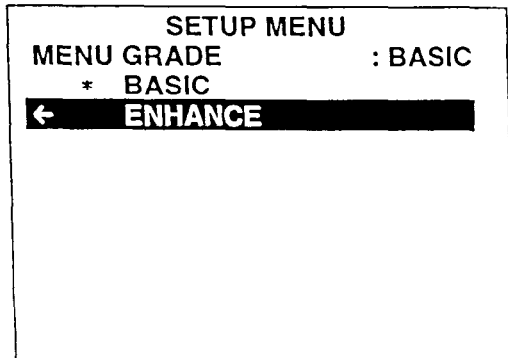 SETUP MENU
MENU GRADE : BASIC
* BASIC
← ENHANCE